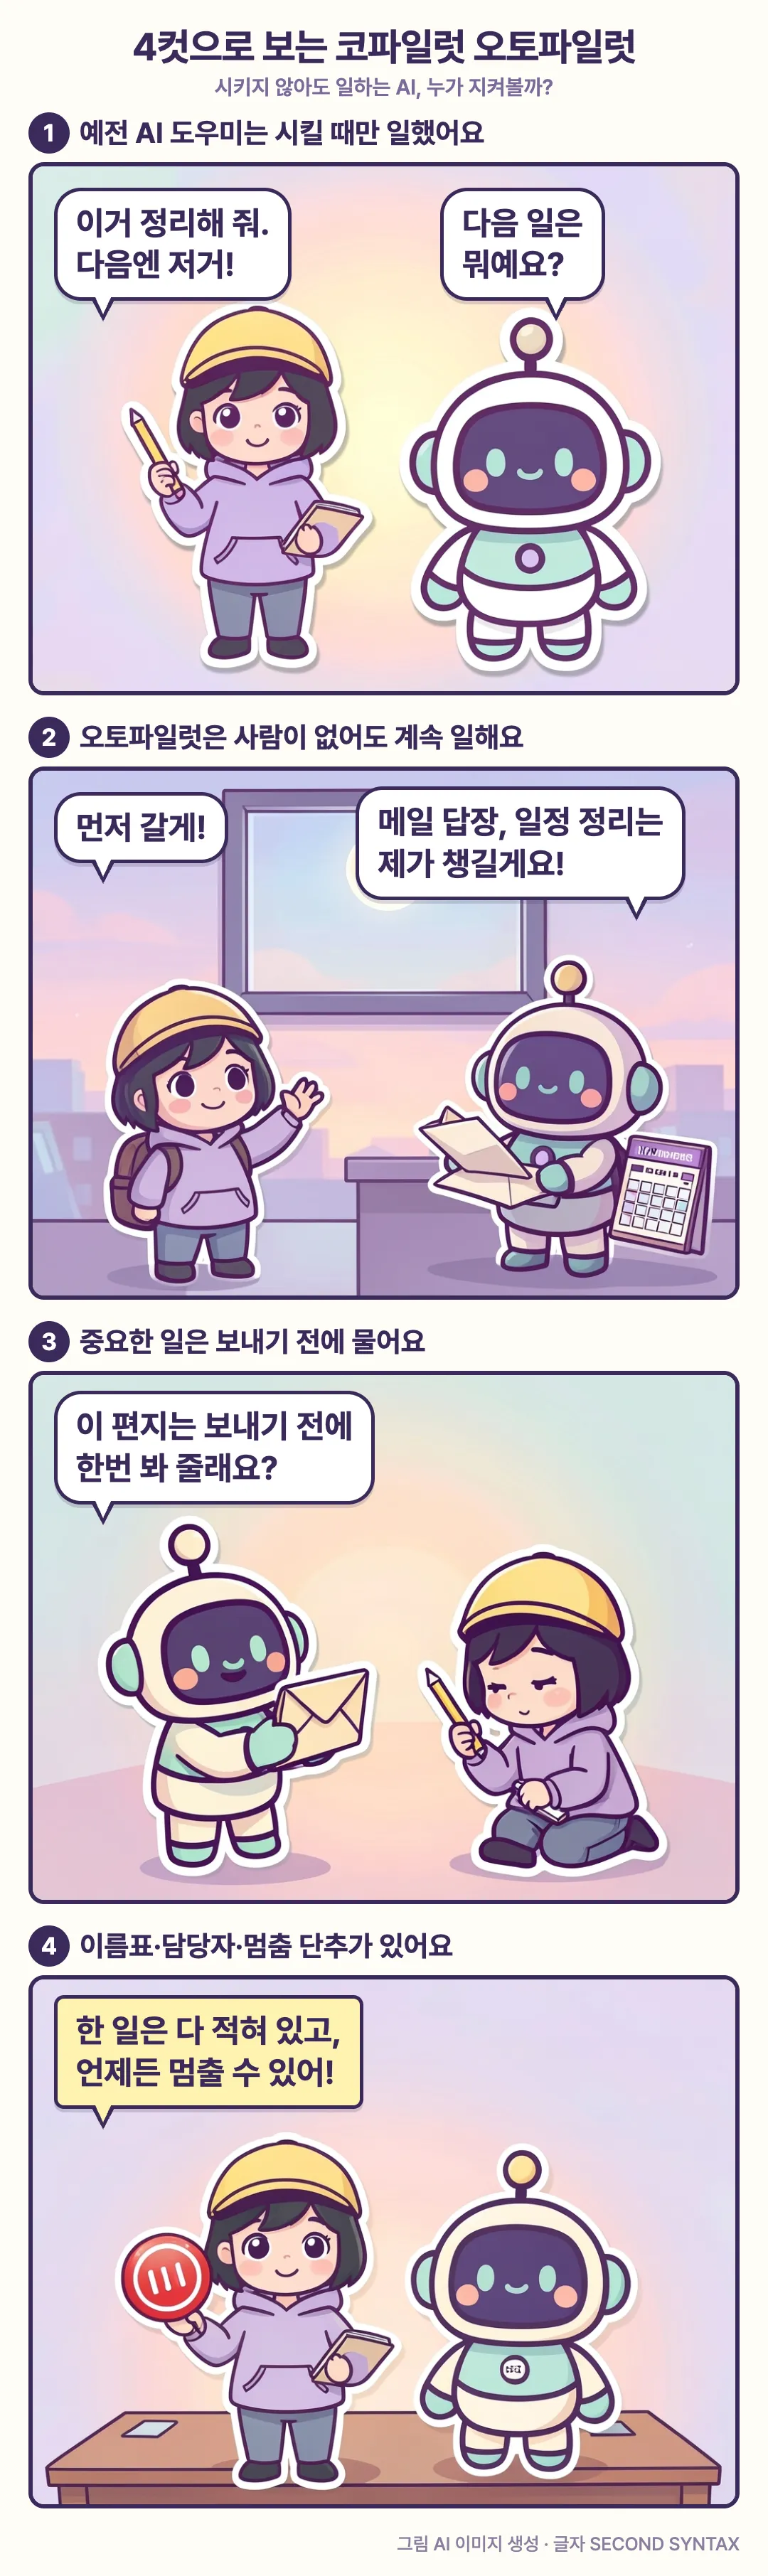 4컷으로 보는 코파일럿 오토파일럿
시키지 않아도 일하는 AI, 누가 지켜볼까?
1 예전 AI 도우미는 시킬 때만 일했어요
이거 정리해 줘.
다음엔 저거!
다음 일은
뭐예요?
2 오토파일럿은 사람이 없어도 계속 일해요
먼저 갈게!
메일 답장, 일정 정리는
제가 챙길게요!
3 중요한 일은 보내기 전에 물어요
이 편지는 보내기 전에
한번 봐 줄래요?
4 이름표·담당자·멈춤 단추가 있어요
한 일은 다 적혀 있고,
언제든 멈출 수 있어!
그림 AI 이미지 생성 · 글자 SECOND SYNTAX